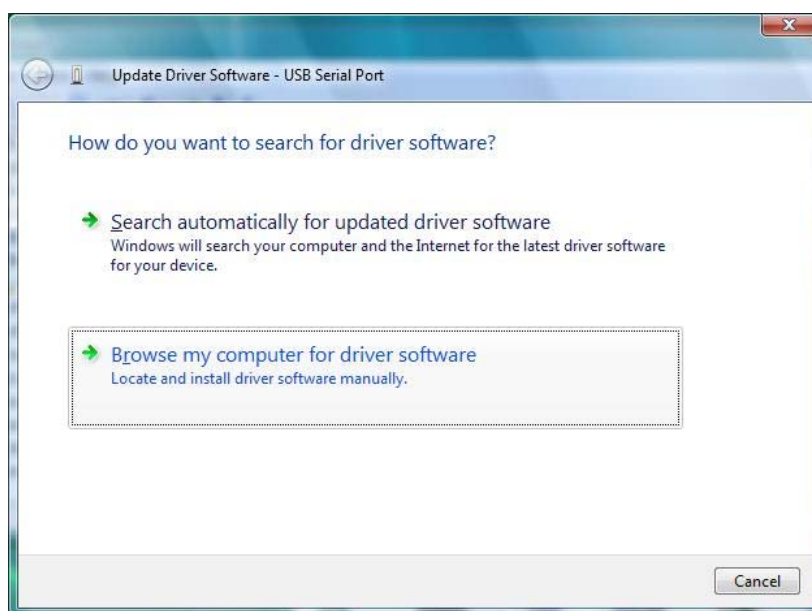 Update Driver Software - USB Serial Port
How do you want to search for driver software?
Search automatically for updated driver software
Windows will search your computer and the Internet for the latest driver software
for your device.
Browse my computer for driver software
Locate and install driver software manually.
Cancel